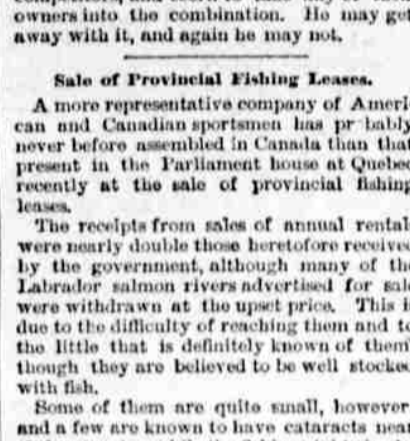 owners into the combination. He may get
away with it, and again he may not.
Sale of Provincial Fishing Leases.
A more representative company of Ameri
can and Canadian sportsmen has pr bably
never before assembled in Canada than that
present in the Parliament house at Quebec
recently at the sale of provincial fishing
leases.
The receipts from sales of annual rental
were nearly double those heretofore receive
by the government, although many of the
Labrador salmon rivers advertised for sale
were withdrawn at the upset price. This i
due to the difficulty of reaching them and to
the little that is definitely known of them
though they are believed to be well stocke
with fish.
Some of them are quite small, however
and a few are known to have cataracts near